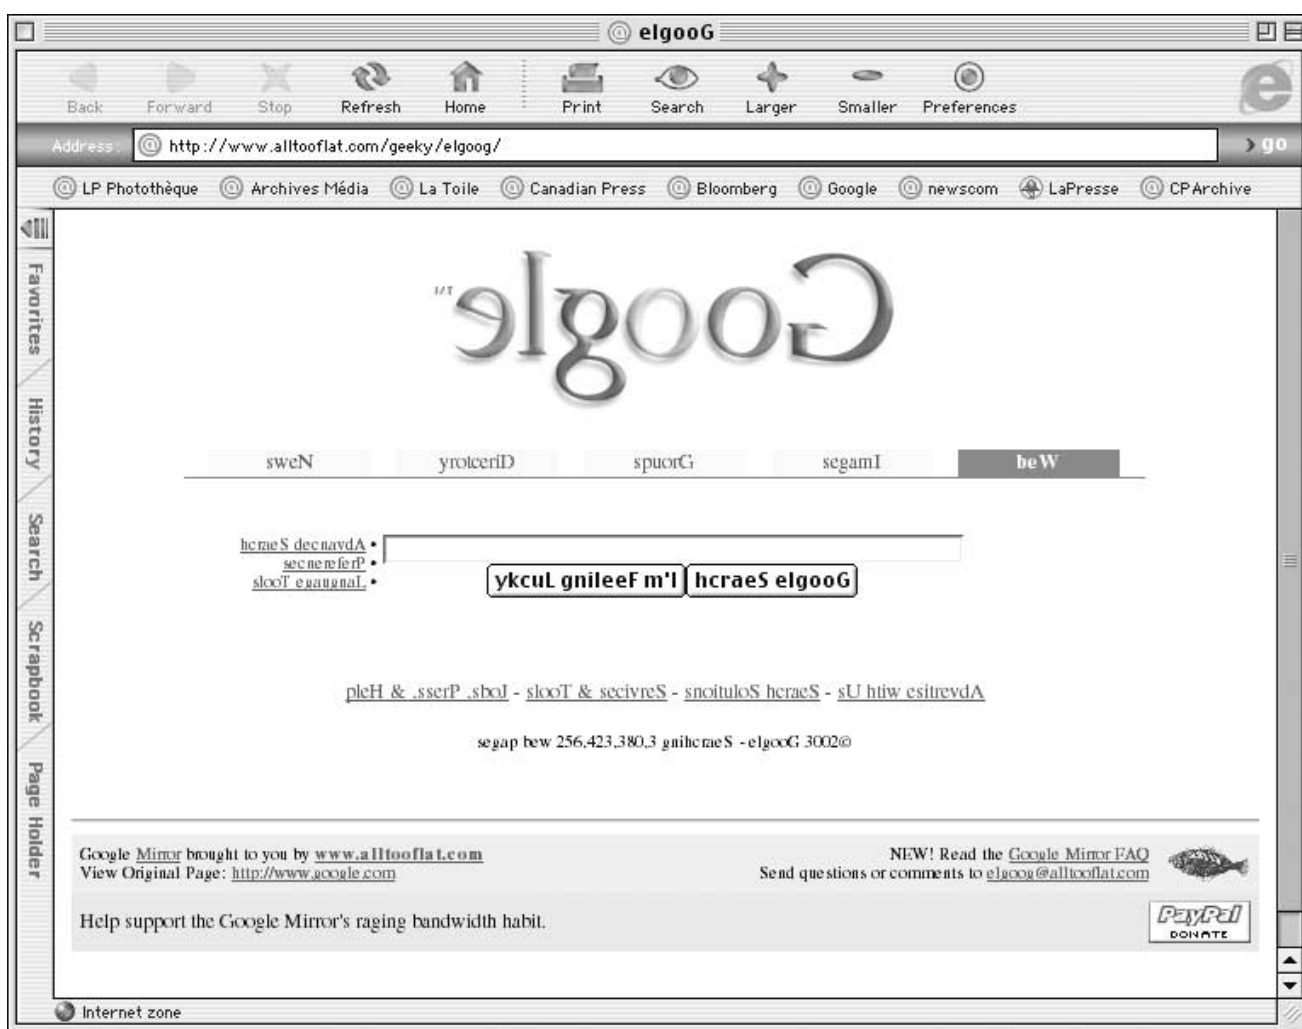 elgooG
Back Forward Stop Refresh Home Print Search Larger Smaller Preferences
Address: http://www.alltooflat.com/geeky/elgoog/ go
LP Photothèque Archives Média La Toile Canadian Press Bloomberg Google newscom LaPresse CP Archive
Favorites
History
Search
Scrapbook
Page Holder
TM elgooG
sweN yrotceriD spuorG segamI beW
hcraeS decnavdA •
secnereferP •
slooT egaugnaL •
ykcuL gnileeF m'I hcraeS elgooG
pleH & .sserP .sboJ - slooT & secivreS - snoituloS hcraeS - sU htiw esitrevdA
segap bew 256,423,380,3 gnihcraeS - elgooG 3002©
Google Mirror brought to you by www.alltooflat.com
View Original Page: http://www.google.com
NEW! Read the Google Mirror FAQ
Send questions or comments to elgoog@alltooflat.com
Help support the Google Mirror's raging bandwidth habit.
PayPal
DONATE
Internet zone